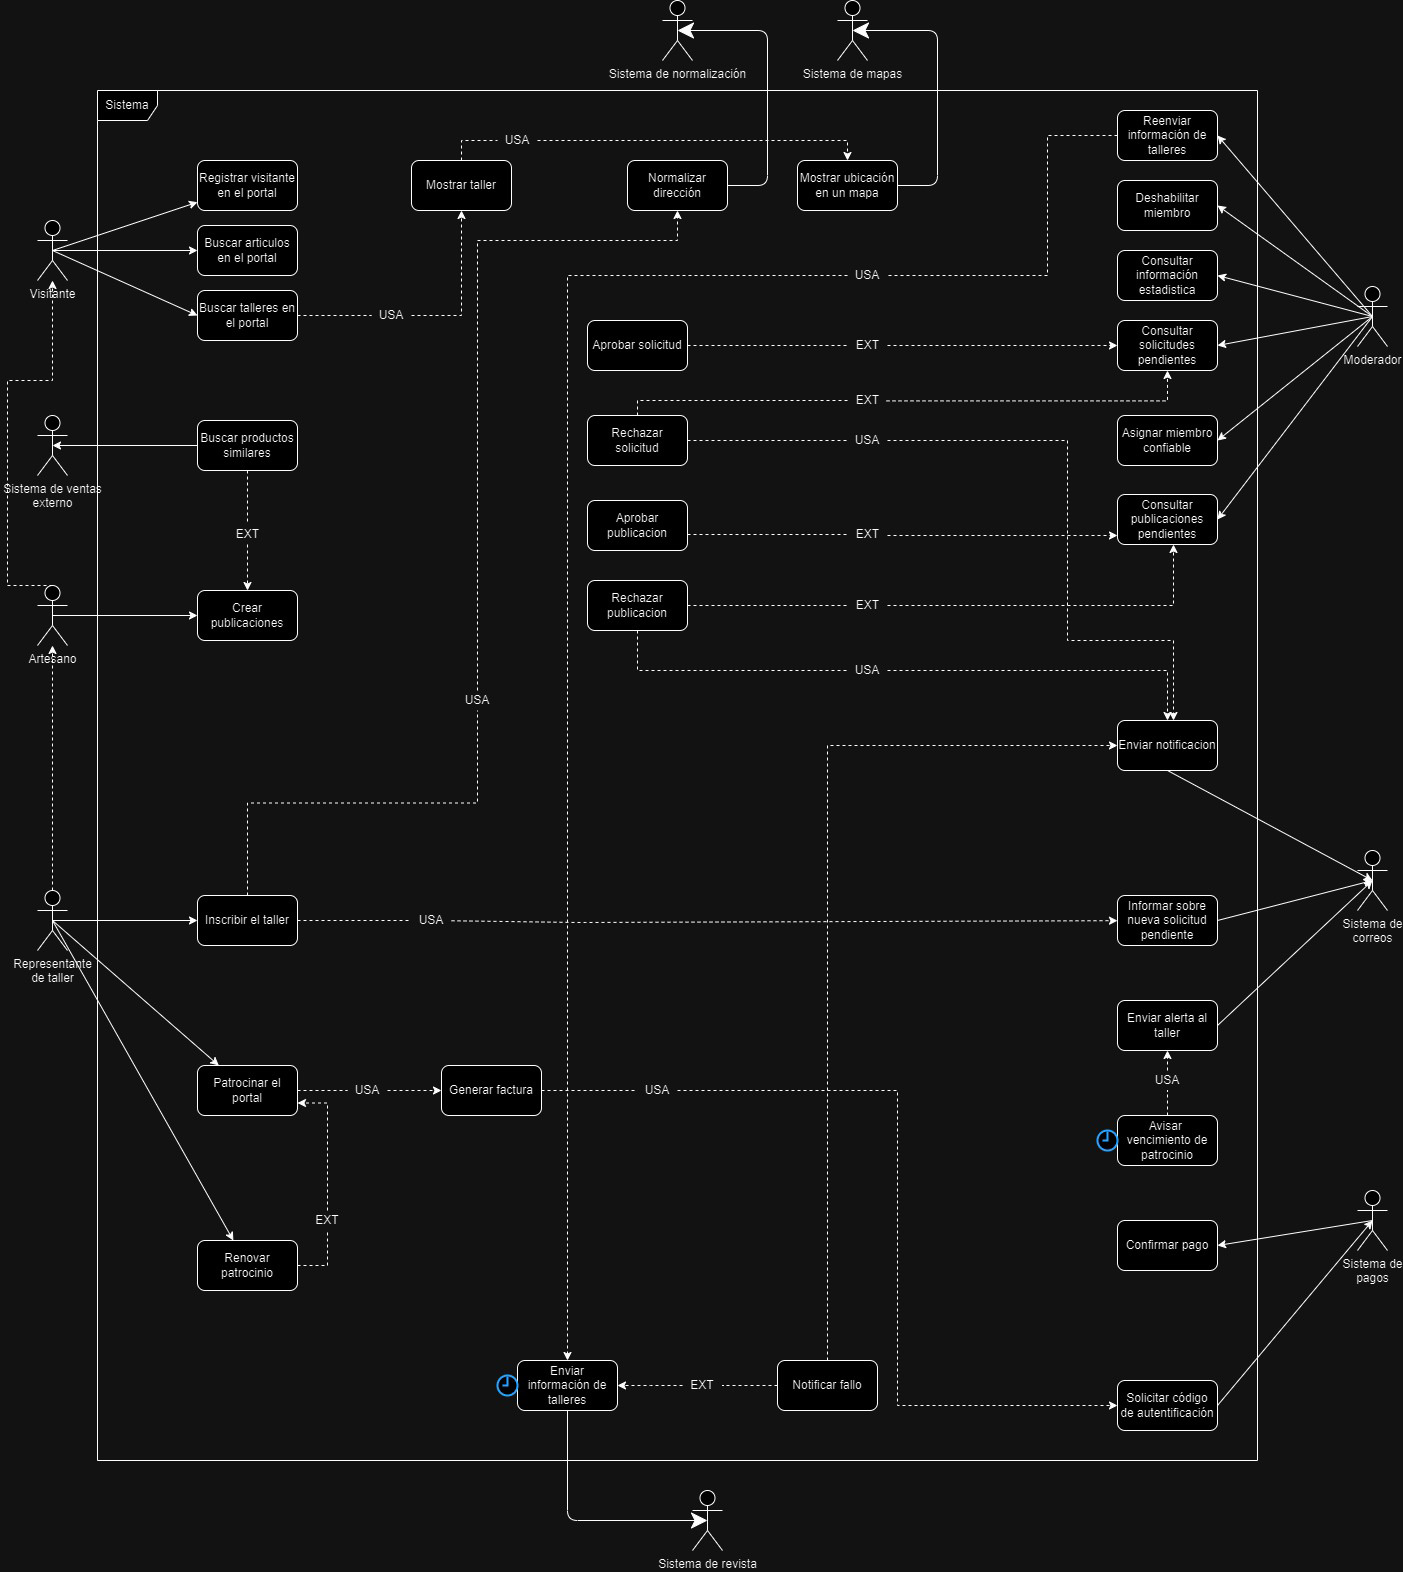 Sistema de normalización
Sistema de mapas
Sistema
USA
Reenviar
información de
talleres
Registrar visitante
en el portal
Mostrar taller
Normalizar
dirección
Mostrar ubicación
en un mapa
Deshabilitar
miembro
Buscar articulos
en el portal
Consultar
información
estadistica
USA
Visitante
Buscar talleres en
el portal
USA
Aprobar solicitud
EXT
Consultar
solicitudes
pendientes
Moderador
EXT
Buscar productos
similares
Rechazar
solicitud
USA
Asignar miembro
confiable
Sistema de ventas
externo
EXT
Aprobar
publicacion
EXT
Consultar
publicaciones
pendientes
Crear
publicaciones
Rechazar
publicacion
EXT
Artesano
USA
USA
Enviar notificacion
Inscribir el taller
USA
Informar sobre
nueva solicitud
pendiente
Sistema de
correos
Representante
de taller
Enviar alerta al
taller
Patrocinar el
portal
USA
Generar factura
USA
USA
Avisar
vencimiento de
patrocinio
EXT
Renovar
patrocinio
Confirmar pago
Sistema de
pagos
Enviar
información de
talleres
EXT
Notificar fallo
Solicitar código
de autentificación
Sistema de revista